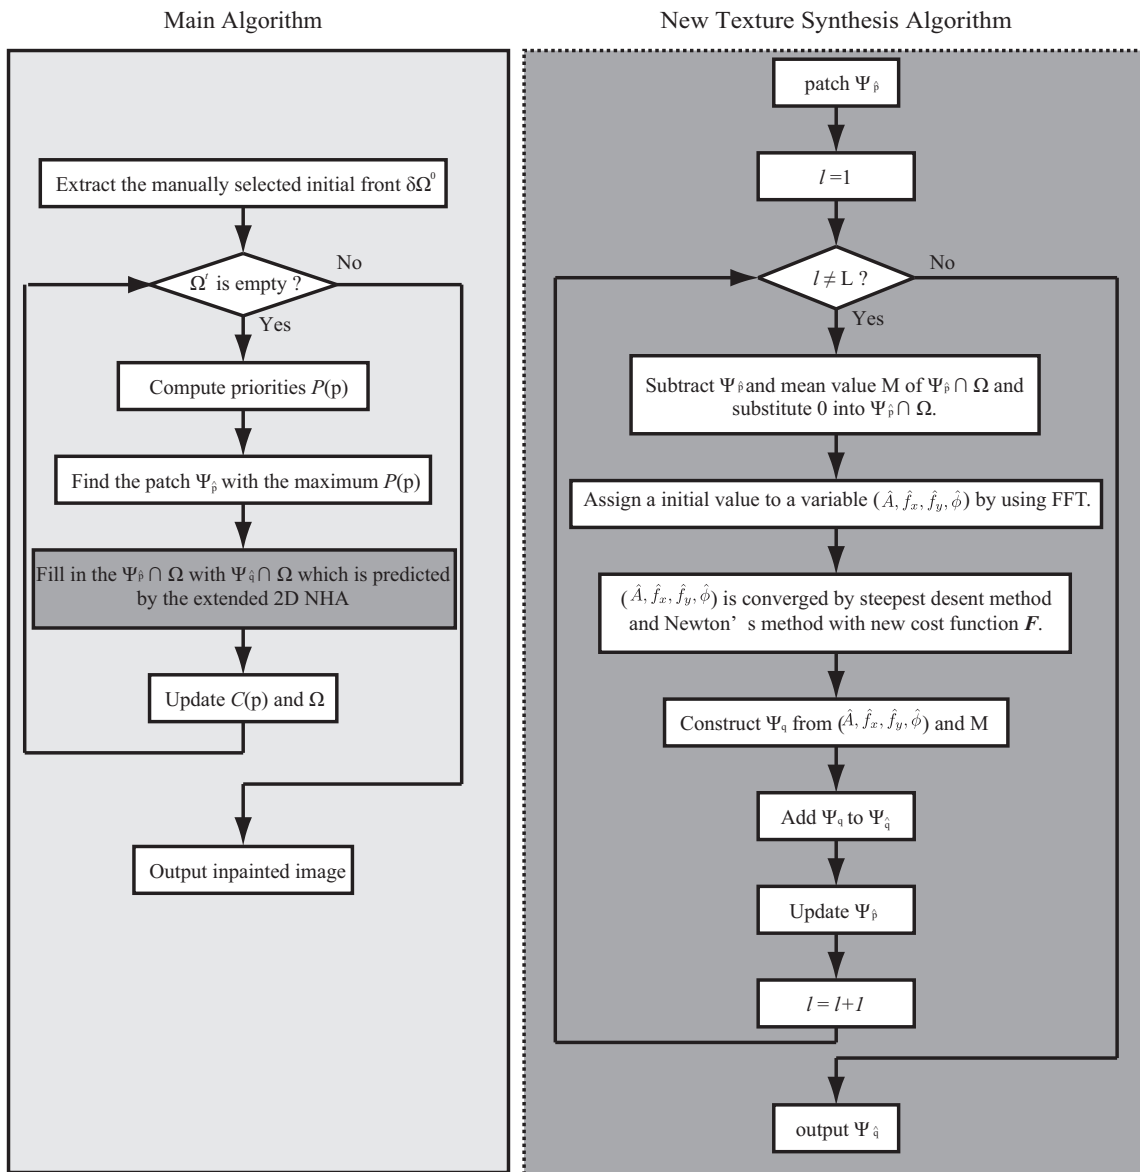 Main Algorithm
Extract the manually selected initial front δΩ⁰
Ωᵗ is empty ?
No
Yes
Compute priorities P(p)
Find the patch Ψ_p̂ with the maximum P(p)
Fill in the Ψ_p̂ ∩ Ω with Ψ_q̂ ∩ Ω which is predicted
by the extended 2D NHA
Update C(p) and Ω
Output inpainted image
New Texture Synthesis Algorithm
patch Ψ_p̂
l =1
l ≠ L ?
No
Yes
Subtract Ψ_p̂ and mean value M of Ψ_p̂ ∩ Ω and
substitute 0 into Ψ_p̂ ∩ Ω.
Assign a initial value to a variable (Â, f̂_x, f̂_y, φ̂) by using FFT.
(Â, f̂_x, f̂_y, φ̂) is converged by steepest desent method
and Newton’ s method with new cost function F.
Construct Ψ_q from (Â, f̂_x, f̂_y, φ̂) and M
Add Ψ_q to Ψ_q̂
Update Ψ_p̂
l = l+1
output Ψ_q̂